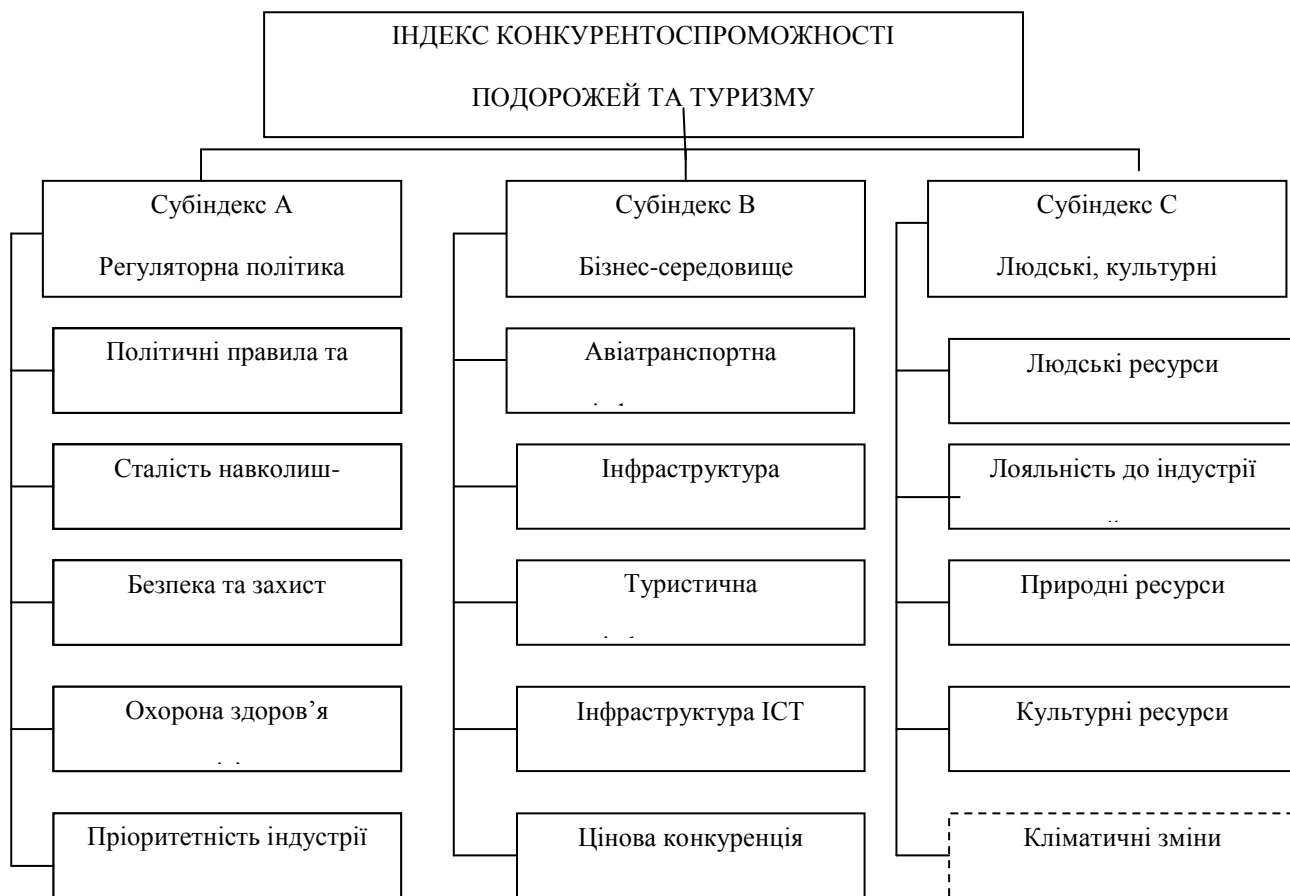 ІНДЕКС КОНКУРЕНТОСПРОМОЖНОСТІ
ПОДОРОЖЕЙ ТА ТУРИЗМУ
Субіндекс А
Регуляторна політика
Політичні правила та
Сталість навколиш-
Безпека та захист
Охорона здоров’я
Пріоритетність індустрії
Субіндекс В
Бізнес-середовище
Авіатранспортна
Інфраструктура
Туристична
Інфраструктура ІСТ
Цінова конкуренція
Субіндекс С
Людські, культурні
Людські ресурси
Лояльність до індустрії
Природні ресурси
Культурні ресурси
Кліматичні зміни